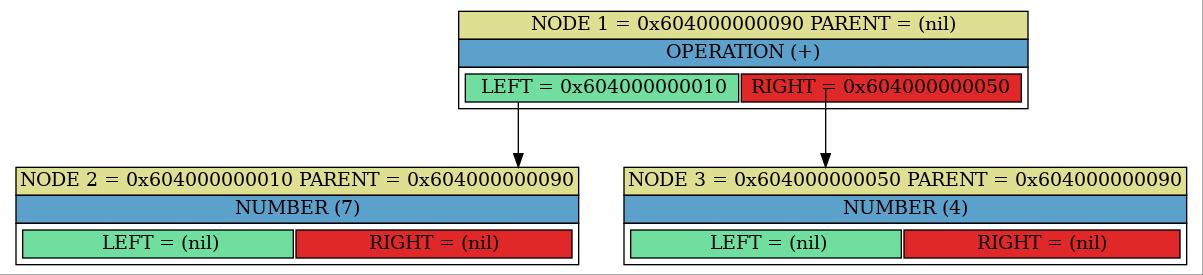 NODE 1 = 0x604000000090 PARENT = (nil)
OPERATION (+)
LEFT = 0x604000000010 RIGHT = 0x604000000050
NODE 2 = 0x604000000010 PARENT = 0x604000000090
NUMBER (7)
LEFT = (nil) RIGHT = (nil)
NODE 3 = 0x604000000050 PARENT = 0x604000000090
NUMBER (4)
LEFT = (nil) RIGHT = (nil)